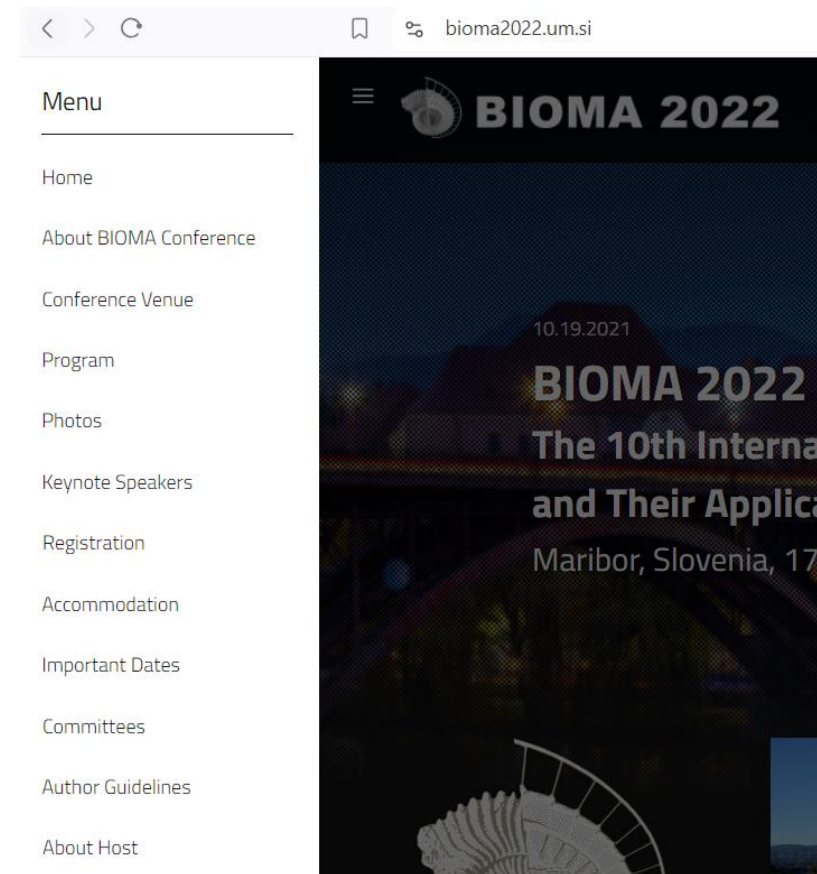 bioma2022.um.si
Menu
Home
About BIOMA Conference
Conference Venue
Program
Photos
Keynote Speakers
Registration
Accommodation
Important Dates
Committees
Author Guidelines
About Host
BIOMA 2022
10.19.2021
BIOMA 2022
The 10th Interna
and Their Applica
Maribor, Slovenia, 17